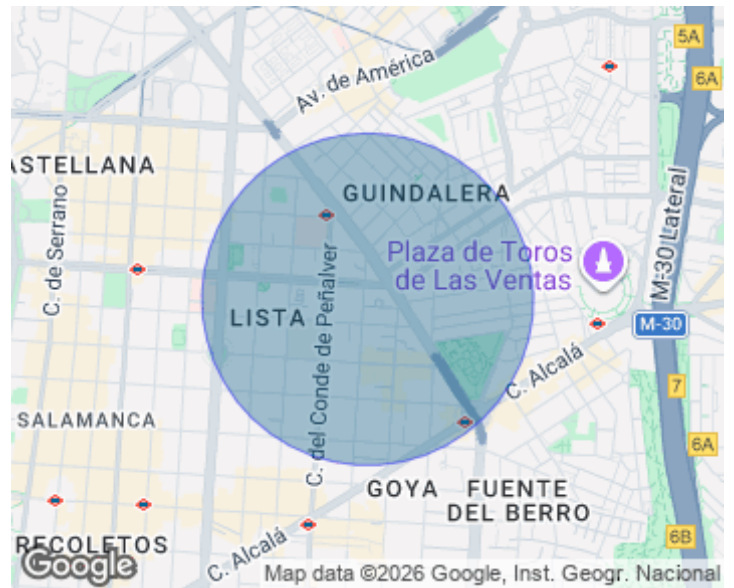 5A
6A
Av. de América
ASTELLANA
GUINDALERA
C. de Serrano
Plaza de Toros
de Las Ventas
M-30 Lateral
C. del Conde de Peñalver
LISTA
M-30
C. Alcalá
7
SALAMANCA
6A
GOYA
FUENTE
DEL BERRO
RECOLETOS
6B
C. Alcalá
Google
Map data ©2026 Google, Inst. Geogr. Nacional